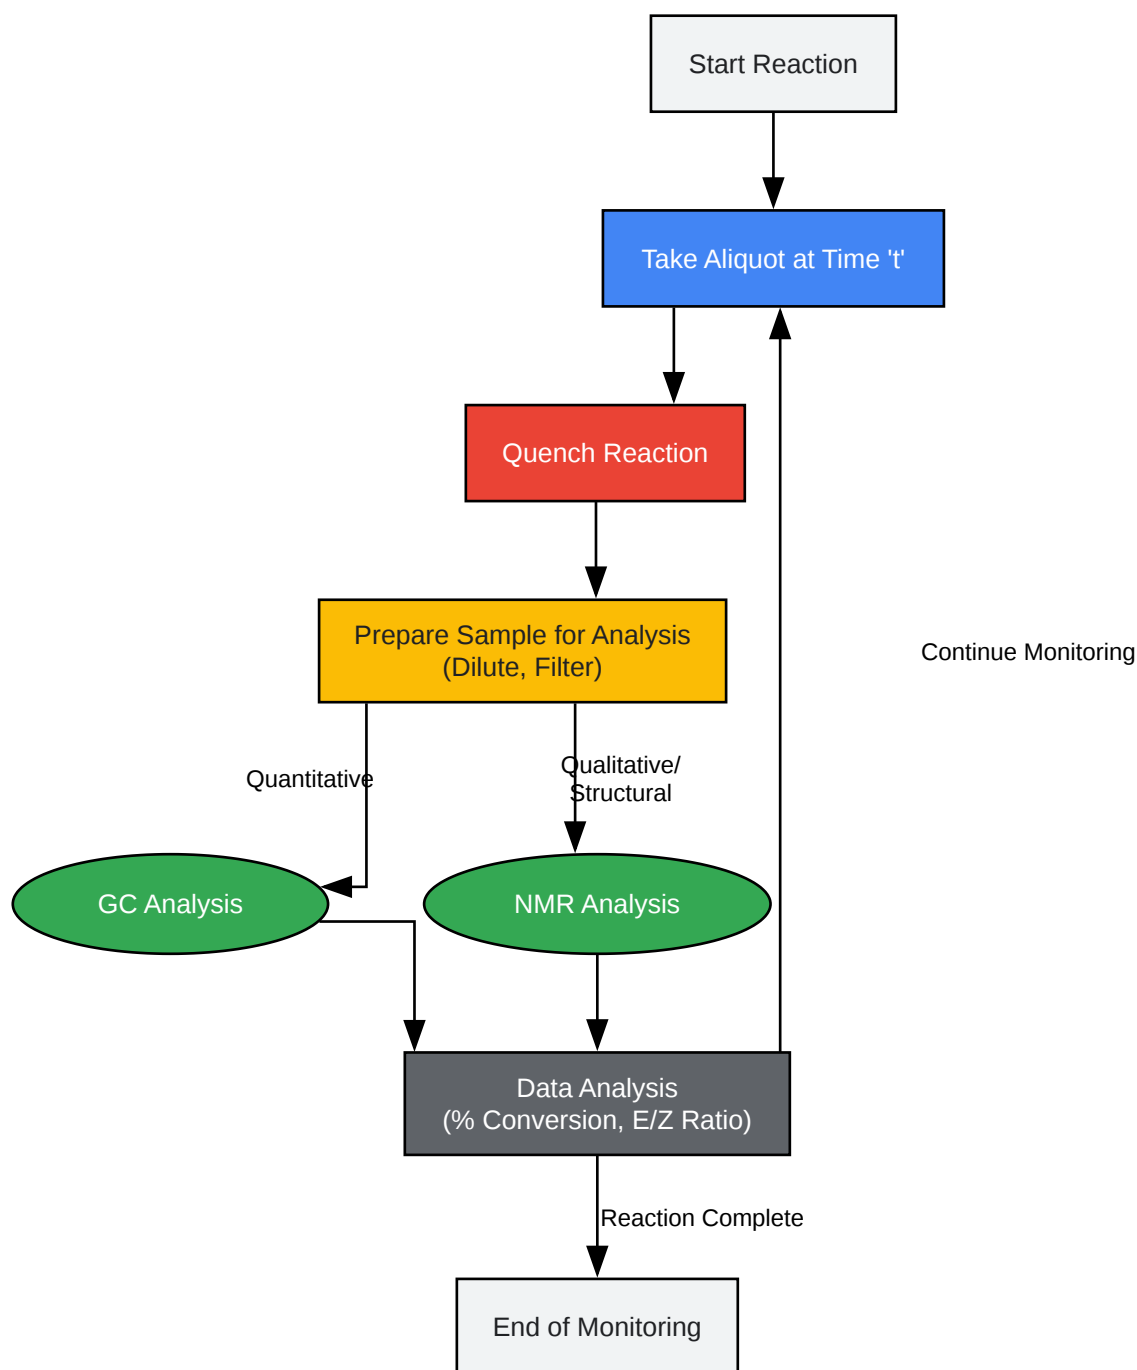 Start Reaction
Take Aliquot at Time 't'
Quench Reaction
Prepare Sample for Analysis
(Dilute, Filter)
Continue Monitoring
Quantitative
Qualitative/
Structural
GC Analysis
NMR Analysis
Data Analysis
(% Conversion, E/Z Ratio)
Reaction Complete
End of Monitoring